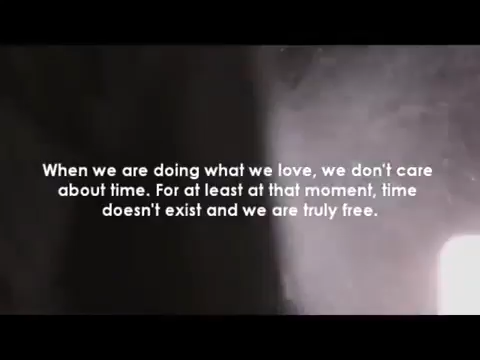 When we are doing what we love, we don't care
about time. For at least at that moment, time
doesn't exist and we are truly free.